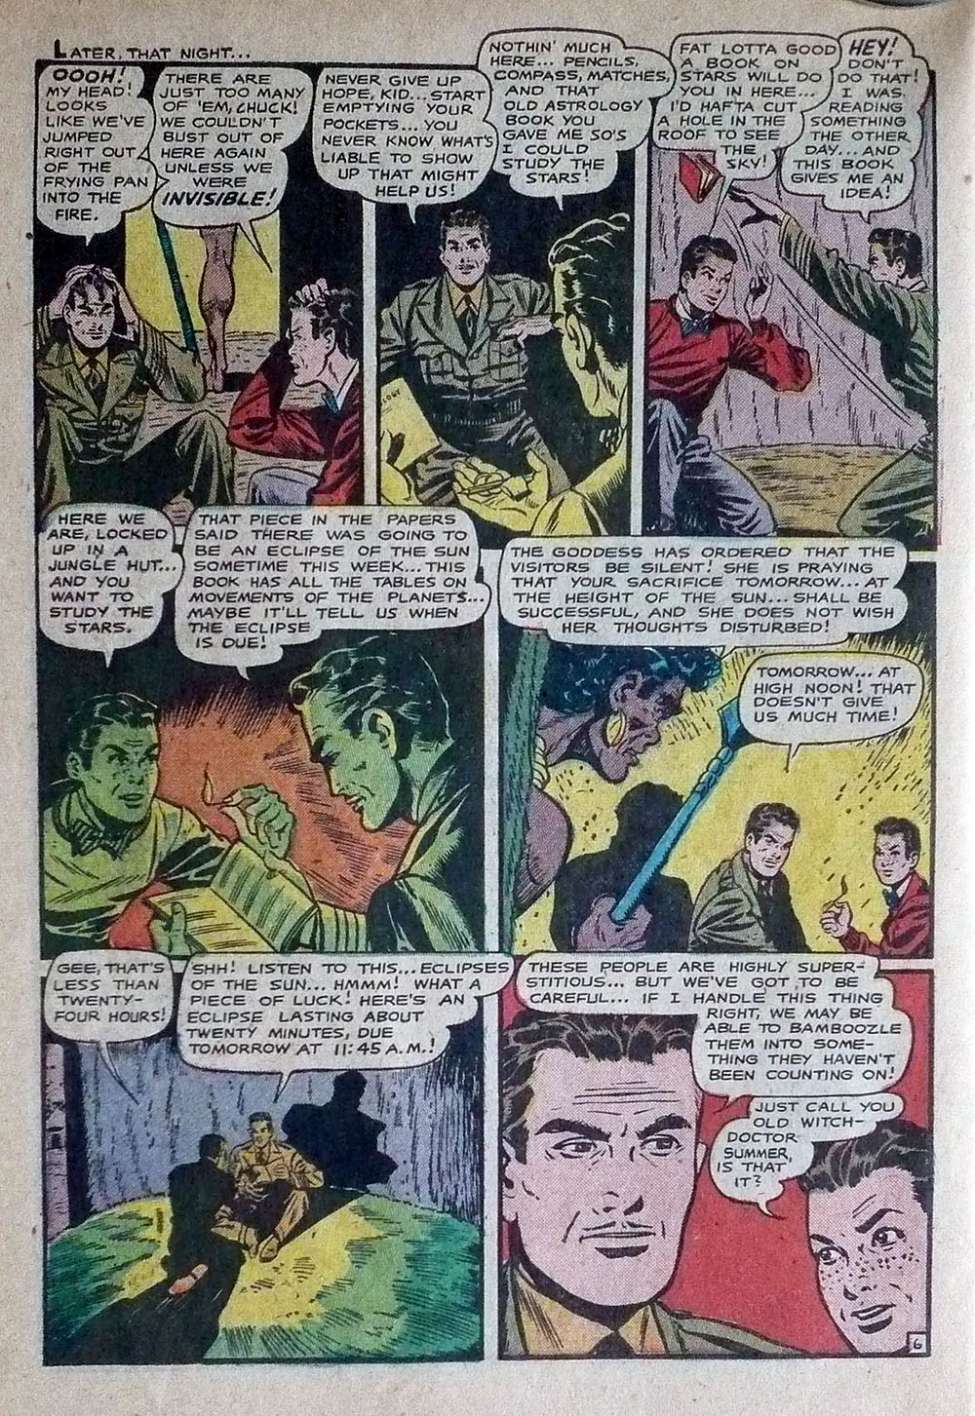 LATER, THAT NIGHT...
OOOH!
MY HEAD!
LOOKS
LIKE WE'VE
JUMPED
RIGHT OUT
OF THE
FRYING PAN
INTO THE
FIRE.
THERE ARE
JUST TOO MANY
OF 'EM, CHUCK!
WE COULDN'T
BUST OUT OF
HERE AGAIN
UNLESS WE
WERE
INVISIBLE!
NEVER GIVE UP
HOPE, KID... START
EMPTYING YOUR
POCKETS... YOU
NEVER KNOW WHAT'S
LIABLE TO SHOW
UP THAT MIGHT
HELP US!
NOTHIN' MUCH
HERE... PENCILS,
COMPASS, MATCHES,
AND THAT
OLD ASTROLOGY
BOOK YOU
GAVE ME SO'S
I COULD
STUDY THE
STARS!
OLOGY
FAT LOTTA GOOD
A BOOK ON
STARS WILL DO
YOU IN HERE...
I'D HAFTA CUT
A HOLE IN THE
ROOF TO SEE
THE
SKY!
HEY!
DON'T
DO THAT!
I WAS
READING
SOMETHING
THE OTHER
DAY... AND
THIS BOOK
GIVES ME AN
IDEA!
HERE WE
ARE, LOCKED
UP IN A
JUNGLE HUT...
AND YOU
WANT TO
STUDY THE
STARS.
THAT PIECE IN THE PAPERS
SAID THERE WAS GOING TO
BE AN ECLIPSE OF THE SUN
SOMETIME THIS WEEK... THIS
BOOK HAS ALL THE TABLES ON
MOVEMENTS OF THE PLANETS...
MAYBE IT'LL TELL US WHEN
THE ECLIPSE
IS DUE!
THE GODDESS HAS ORDERED THAT THE
VISITORS BE SILENT! SHE IS PRAYING
THAT YOUR SACRIFICE TOMORROW... AT
THE HEIGHT OF THE SUN... SHALL BE
SUCCESSFUL, AND SHE DOES NOT WISH
HER THOUGHTS DISTURBED!
TOMORROW... AT
HIGH NOON! THAT
DOESN'T GIVE
US MUCH TIME!
GEE, THAT'S
LESS THAN
TWENTY-
FOUR HOURS!
SHH! LISTEN TO THIS... ECLIPSES
OF THE SUN... HMMM! WHAT A
PIECE OF LUCK! HERE'S AN
ECLIPSE LASTING ABOUT
TWENTY MINUTES, DUE
TOMORROW AT 11:45 A.M.!
THESE PEOPLE ARE HIGHLY SUPER-
STITIOUS... BUT WE'VE GOT TO BE
CAREFUL... IF I HANDLE THIS THING
RIGHT, WE MAY BE
ABLE TO BAMBOOZLE
THEM INTO SOME-
THING THEY HAVEN'T
BEEN COUNTING ON!
JUST CALL YOU
OLD WITCH-
DOCTOR
SUMMER,
IS THAT
IT?
6